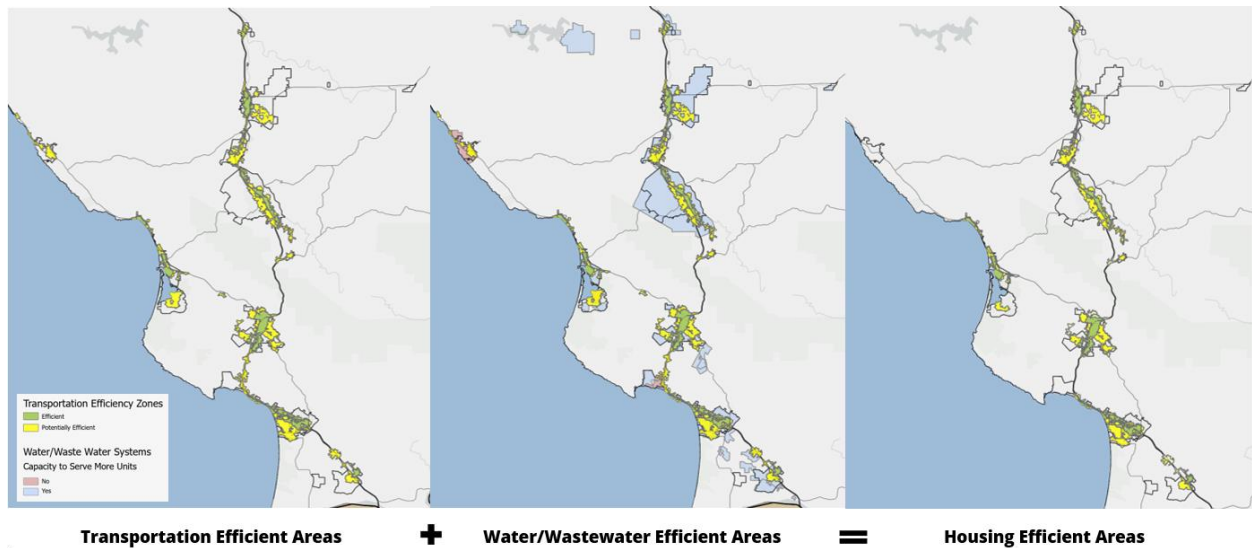 Transportation Efficiency Zones
Efficient
Potentially Efficient
Water/Waste Water Systems
Capacity to Serve More Units
No
Yes
Transportation Efficient Areas + Water/Wastewater Efficient Areas = Housing Efficient Areas